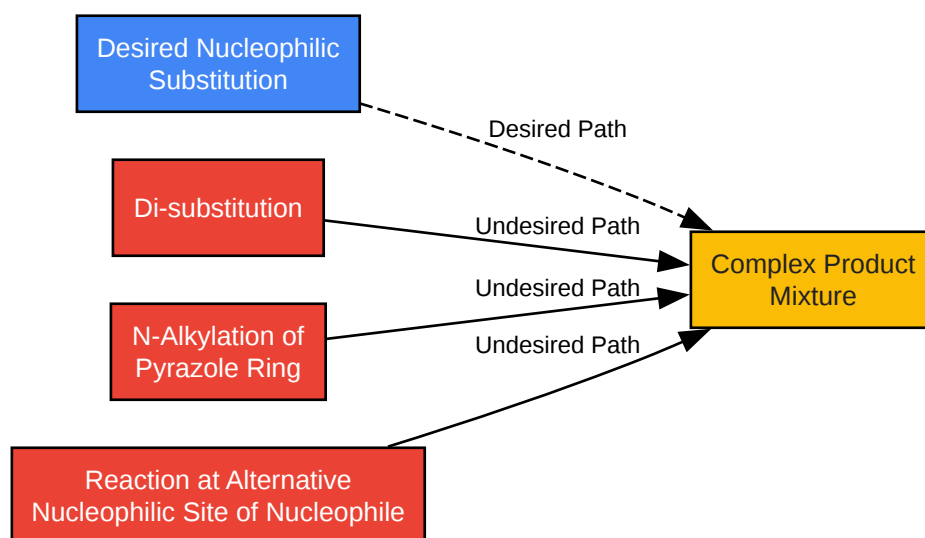 Desired Nucleophilic
Substitution
Desired Path
Di-substitution
Undesired Path
Complex Product
Mixture
Undesired Path
N-Alkylation of
Pyrazole Ring
Undesired Path
Reaction at Alternative
Nucleophilic Site of Nucleophile